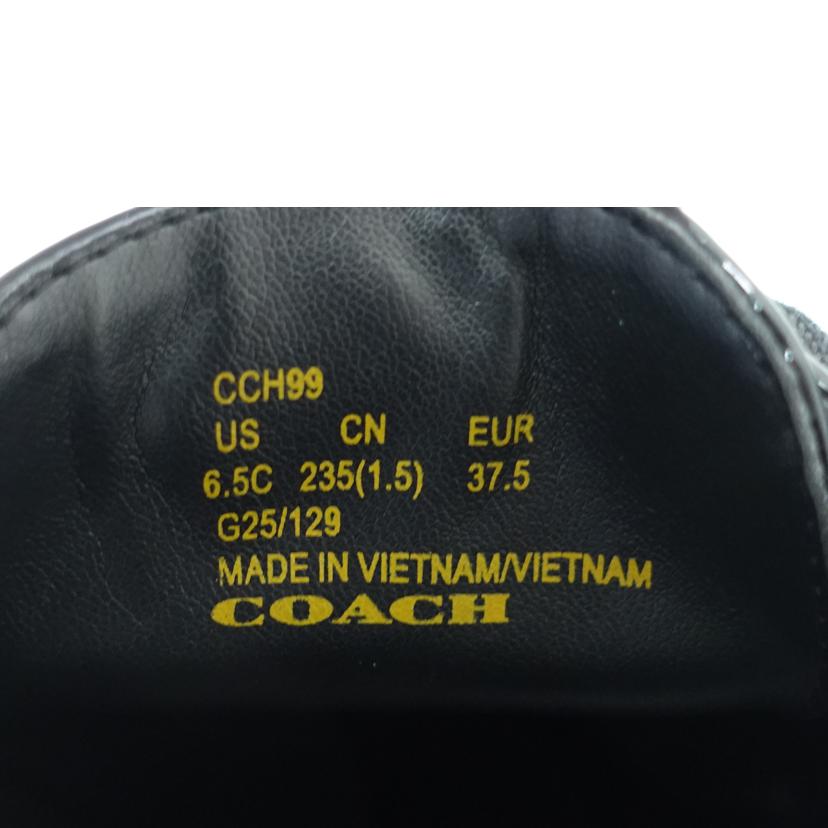 CCH99
US CN EUR
6.5C 235(1.5) 37.5
G25/129
MADE IN VIETNAM/VIETNAM
COACH